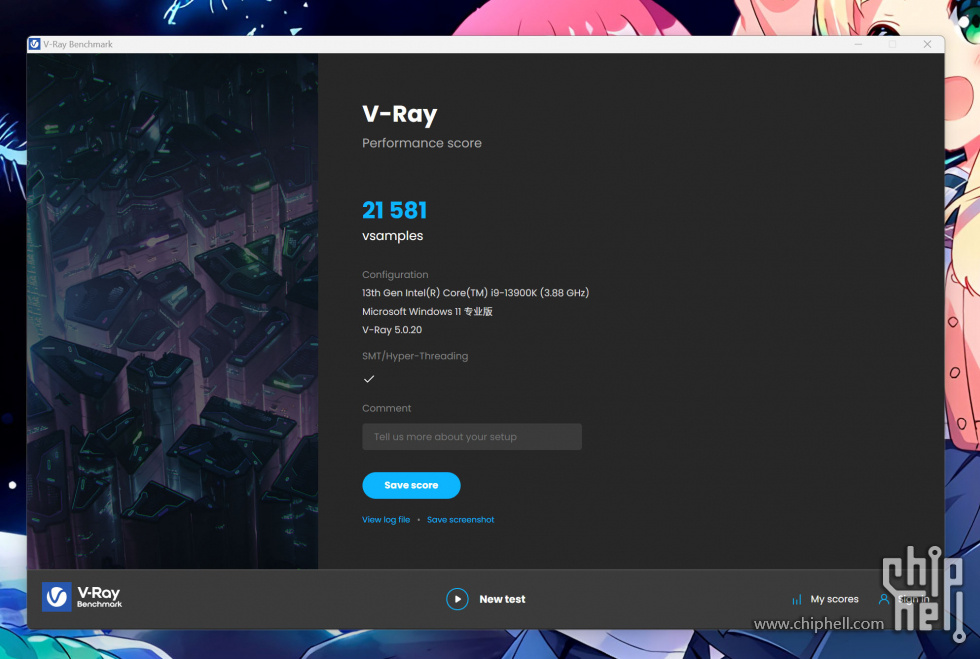 V-Ray Benchmark
V-Ray
Performance score
21 581
vsamples
Configuration
13th Gen Intel(R) Core(TM) i9-13900K (3.88 GHz)
Microsoft Windows 11 专业版
V-Ray 5.0.20
SMT/Hyper-Threading
Comment
Tell us more about your setup
Save score
View log file • Save screenshot
V-Ray
Benchmark
New test
My scores
Sign in
www.chiphell.com
chip
hell